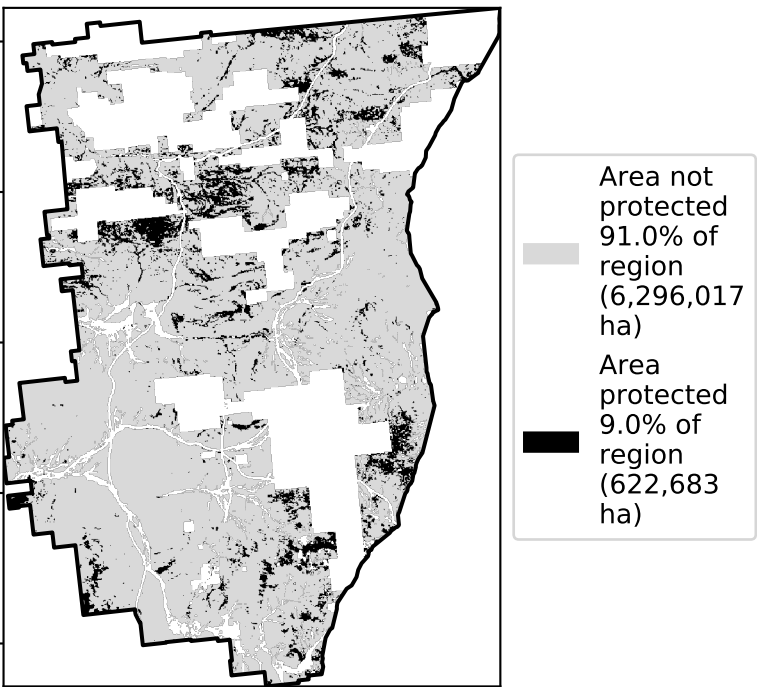 Area not
protected
91.0% of
region
(6,296,017
ha)
Area
protected
9.0% of
region
(622,683
ha)